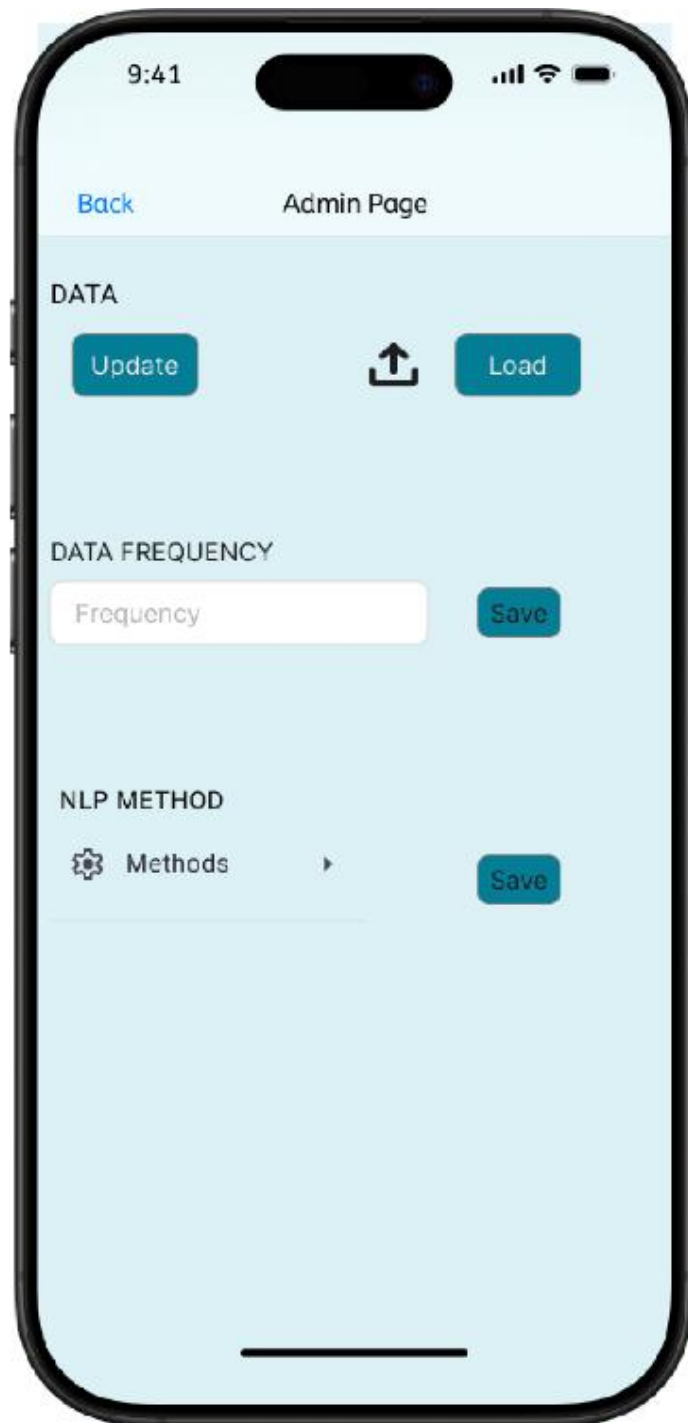 9:41
Back Admin Page
DATA
Update Load
DATA FREQUENCY
Frequency Save
NLP METHOD
Methods Save